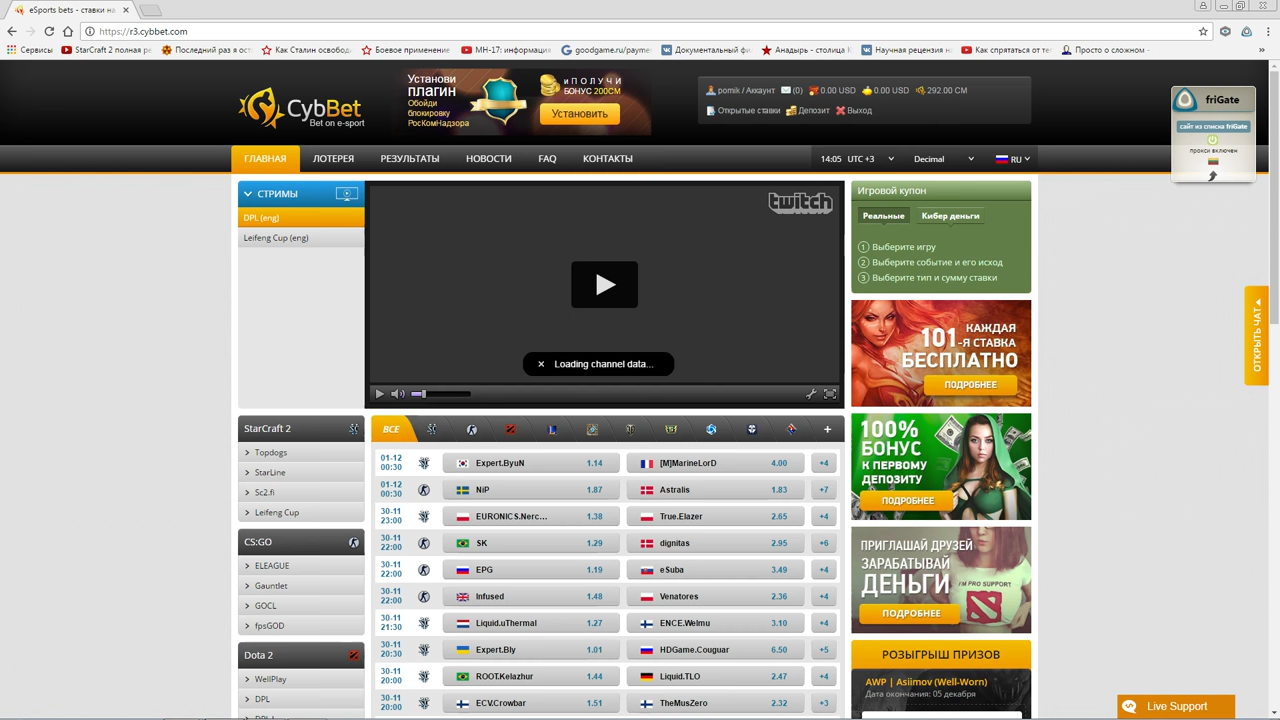 eSports bets - ставки на
https://r3.cybbet.com
Сервисы
StarCraft 2 полная ре
Последний раз я ост
Как Сталин освобод
Боевое применение
МН-17: информация
goodgame.ru/payme
Документальный фи
Анадырь - столица К
Научная рецензия н
Как спрятаться от те
Просто о сложном -
CybBet
Bet on e-sport
Установи
плагин
Обойди
блокировку
РосКомНадзора
и ПОЛУЧИ
БОНУС 200СМ
Установить
pomik / Аккаунт
(0)
0.00 USD
0.00 USD
292.00 CM
Открытые ставки
Депозит
Выход
friGate
сайт из списка friGate
прокси включен
ГЛАВНАЯ
ЛОТЕРЕЯ
РЕЗУЛЬТАТЫ
НОВОСТИ
FAQ
КОНТАКТЫ
14:05 UTC +3
Decimal
RU
СТРИМЫ
DPL (eng)
Leifeng Cup (eng)
twitch
Loading channel data...
Игровой купон
Реальные
Кибер деньги
1 Выберите игру
2 Выберите событие и его исход
3 Выберите тип и сумму ставки
КАЖДАЯ
101-я СТАВКА
БЕСПЛАТНО
ПОДРОБНЕЕ
ОТКРЫТЬ ЧАТ
100%
БОНУС
К ПЕРВОМУ
ДЕПОЗИТУ
ПОДРОБНЕЕ
ПРИГЛАШАЙ ДРУЗЕЙ
ЗАРАБАТЫВАЙ
ДЕНЬГИ
I'M PRO SUPPORT
ПОДРОБНЕЕ
РОЗЫГРЫШ ПРИЗОВ
AWP | Asiimov (Well-Worn)
Дата окончания: 05 декабря
Live Support
StarCraft 2
Topdogs
StarLine
Sc2.fi
Leifeng Cup
CS:GO
ELEAGUE
Gauntlet
GOCL
fpsGOD
Dota 2
WellPlay
DPL
ВСЕ
+
01-12 00:30 Expert.ByuN 1.14 [M]MarineLorD 4.00 +4
01-12 00:30 NiP 1.87 Astralis 1.83 +7
30-11 23:00 EURONICS.Nerc... 1.38 True.Elazer 2.65 +4
30-11 22:00 SK 1.29 dignitas 2.95 +6
30-11 22:00 EPG 1.19 eSuba 3.49 +4
30-11 22:00 Infused 1.48 Venatores 2.36 +4
30-11 21:30 Liquid.uThermal 1.27 ENCE.Welmu 3.10 +4
30-11 20:30 Expert.Bly 1.01 HDGame.Couguar 6.50 +5
30-11 20:00 ROOT.Kelazhur 1.44 Liquid.TLO 2.47 +4
30-11 20:00 ECV.Crowbar 1.51 TheMusZero 2.32 +3